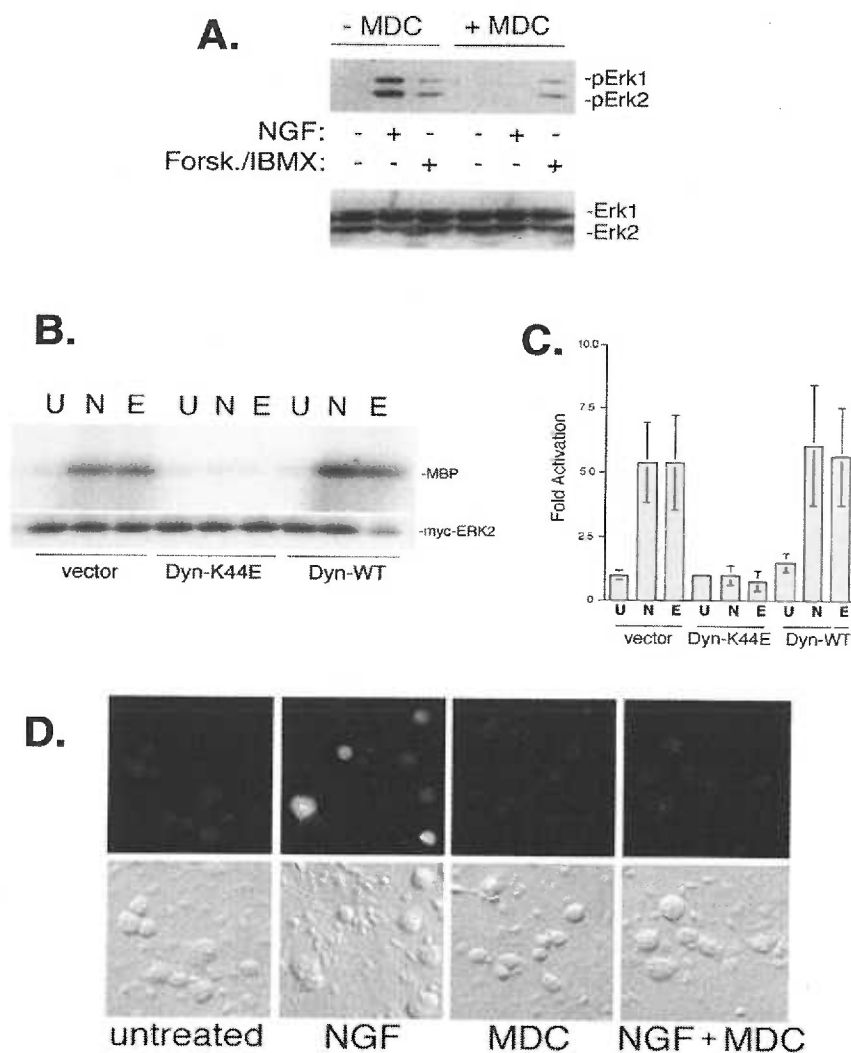 A.
- MDC + MDC
-pErk1
-pErk2
NGF: - + - - + -
Forsk./IBMX: - - + - - +
-Erk1
-Erk2
B.
U N E U N E U N E
-MBP
-myc-ERK2
vector Dyn-K44E Dyn-WT
C.
10.0
7.5
5.0
2.5
0
Fold Activation
U N E U N E U N E
vector Dyn-K44E Dyn-WT
D.
untreated NGF MDC NGF + MDC